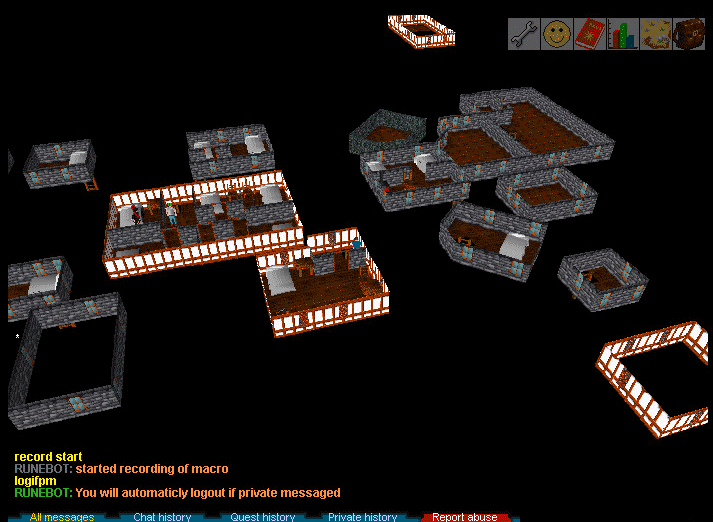 *
record start
RUNEBOT: started recording of macro
logifpm
RUNEBOT: You will automaticly logout if private messaged
All messages Chat history Quest history Private history Report abuse